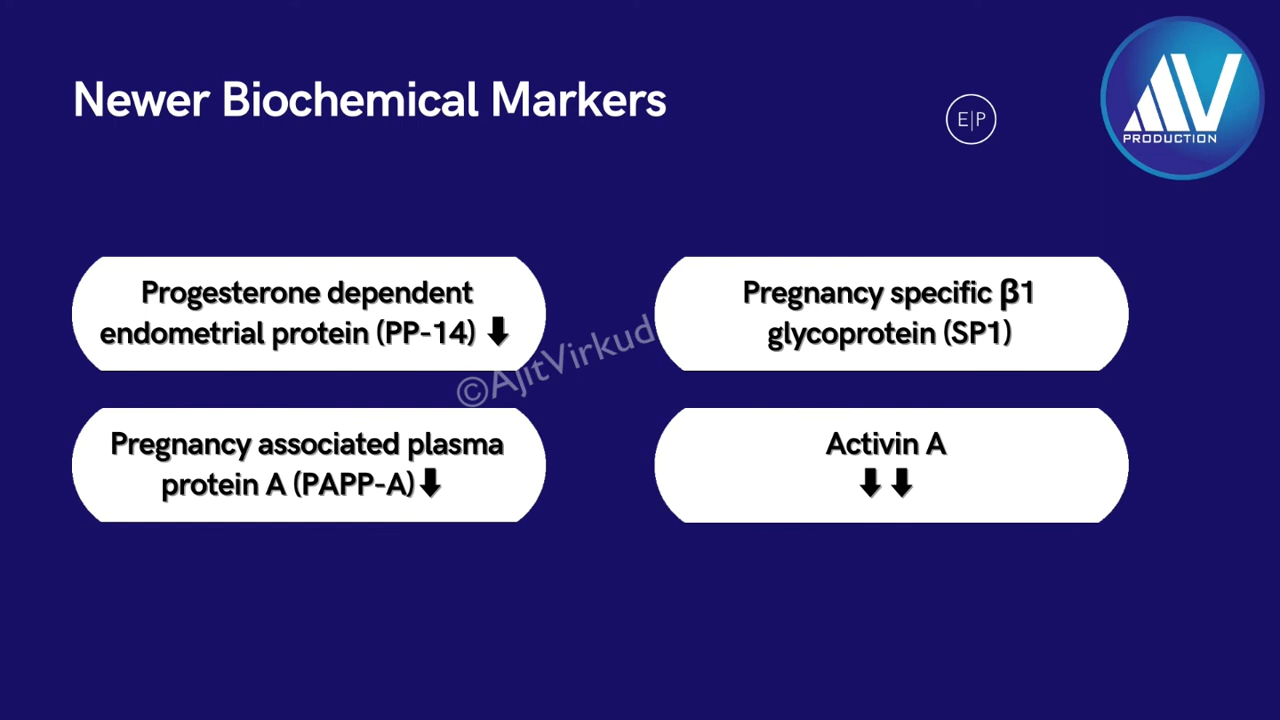 Newer Biochemical Markers
E|P
AV
PRODUCTION
Progesterone dependent
endometrial protein (PP-14) ⬇
Pregnancy specific β1
glycoprotein (SP1)
©AjitVirkud
Pregnancy associated plasma
protein A (PAPP-A)⬇
Activin A
⬇ ⬇